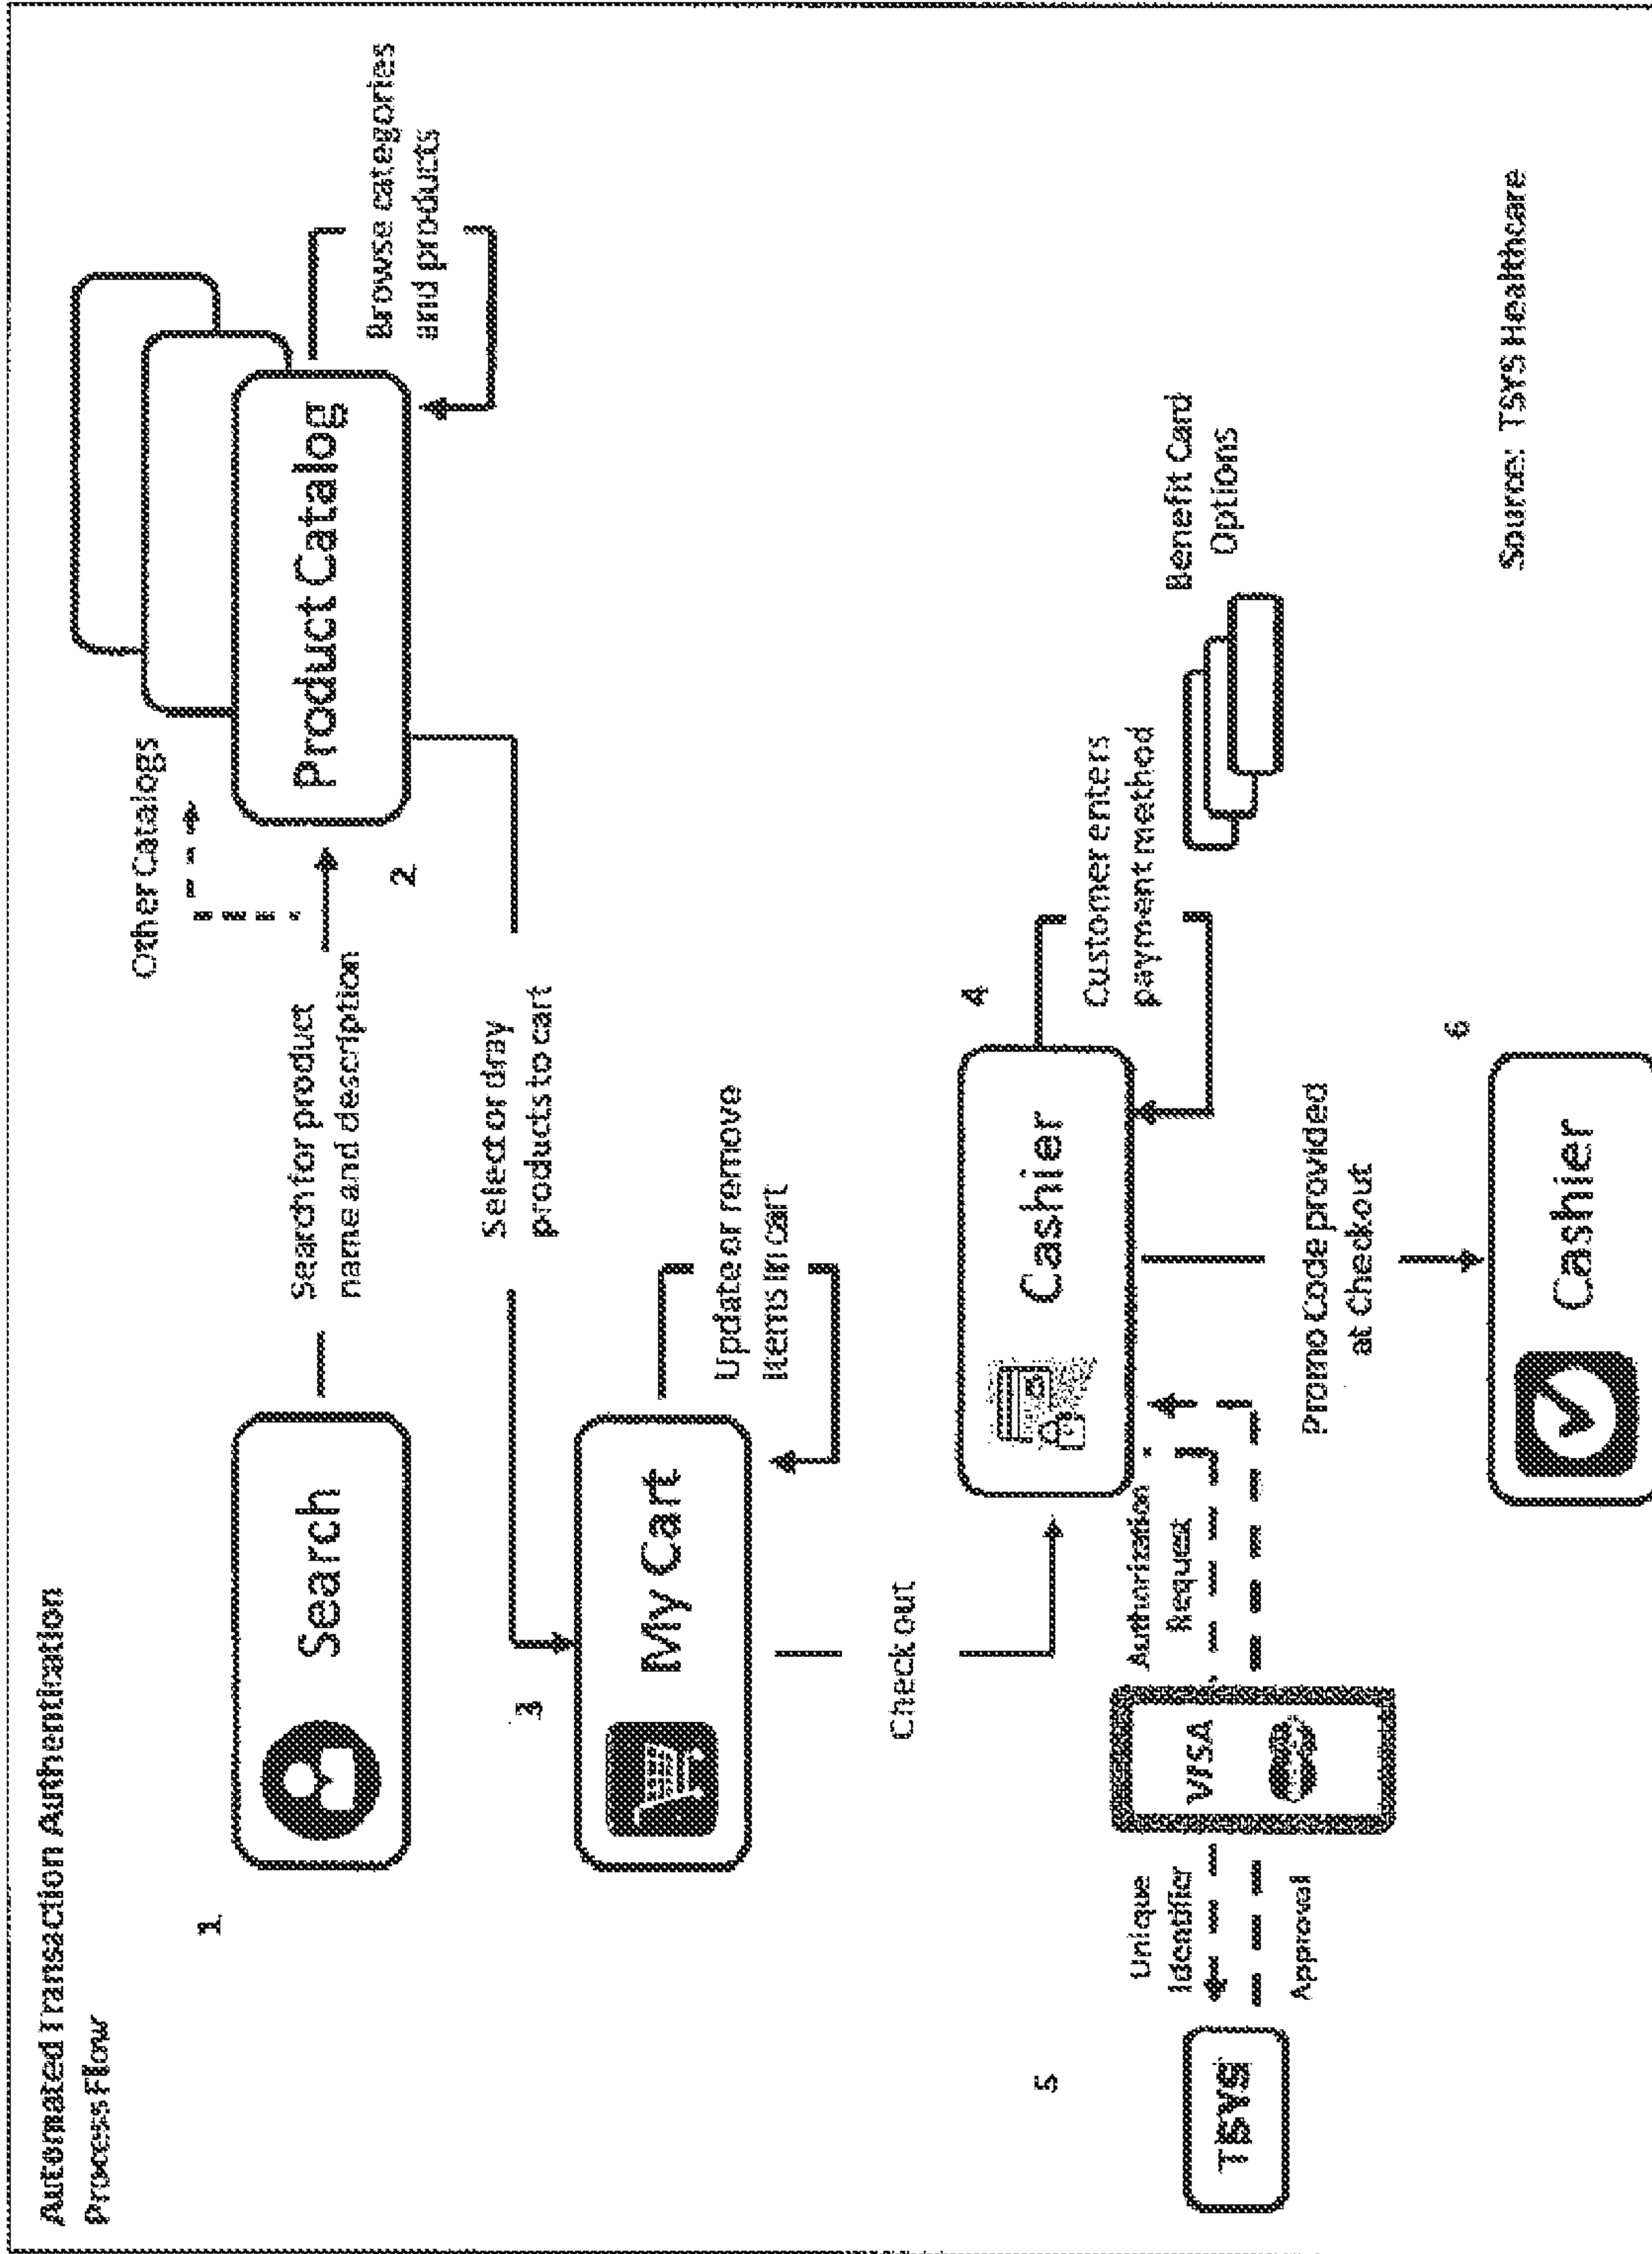 Automated Transaction Authentication
Process Flow
1
Search
Search for product
name and description
Other Catalogs
2
Product Catalog
Browse categories
and products
Select or dray
products to cart
3
My Cart
Update or remove
items in cart
Check out
4
Cashier
Customer enters
payment method
Benefit Card
Options
5
TSYS
Unique
Identifier
Approval
VISA
Authorization
Request
Promo Code provided
at Checkout
6
Cashier
Source: TSYS Healthcare